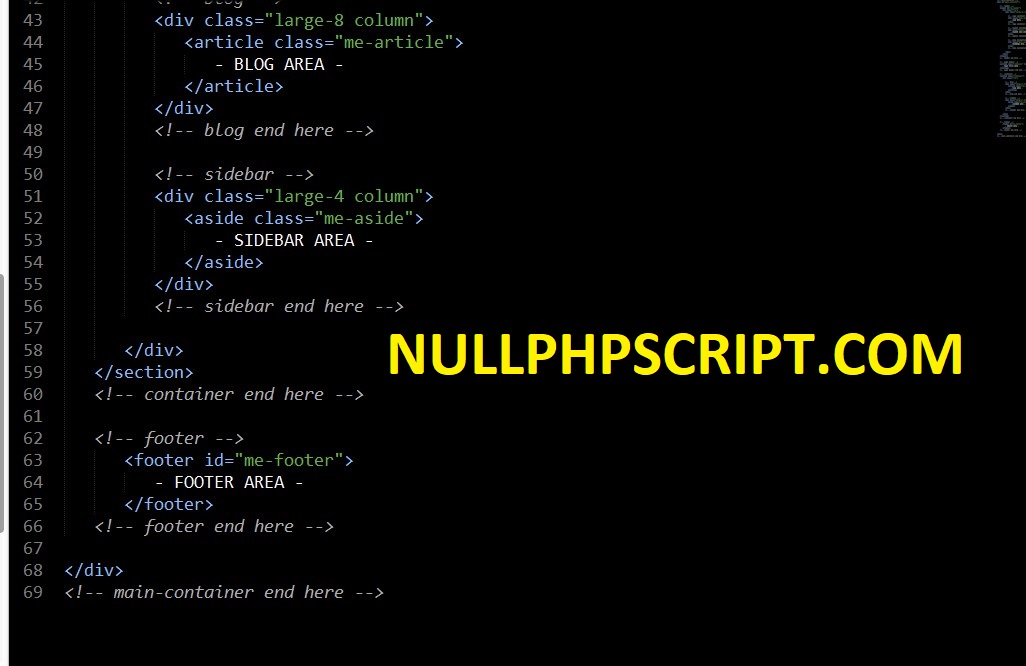 42 <!-- blog -->
43 <div class="large-8 column">
44 <article class="me-article">
45 - BLOG AREA -
46 </article>
47 </div>
48 <!-- blog end here -->
49
50 <!-- sidebar -->
51 <div class="large-4 column">
52 <aside class="me-aside">
53 - SIDEBAR AREA -
54 </aside>
55 </div>
56 <!-- sidebar end here -->
57
58 </div>
59 </section>
60 <!-- container end here -->
61
62 <!-- footer -->
63 <footer id="me-footer">
64 - FOOTER AREA -
65 </footer>
66 <!-- footer end here -->
67
68 </div>
69 <!-- main-container end here -->
NULLPHPSCRIPT.COM